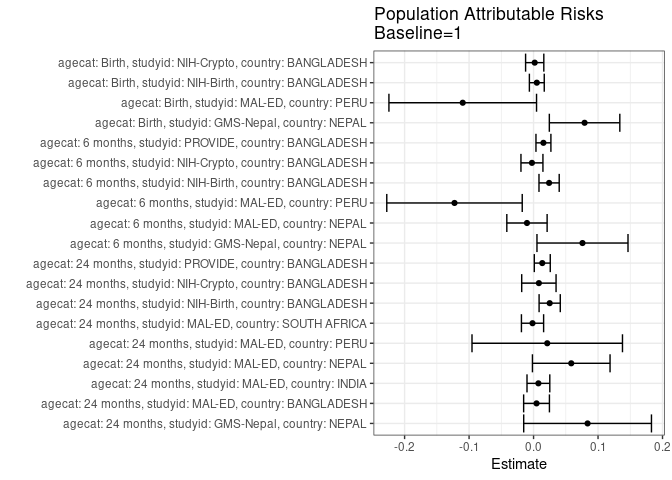 Population Attributable Risks
Baseline=1
agecat: Birth, studyid: NIH-Crypto, country: BANGLADESH
agecat: Birth, studyid: NIH-Birth, country: BANGLADESH
agecat: Birth, studyid: MAL-ED, country: PERU
agecat: Birth, studyid: GMS-Nepal, country: NEPAL
agecat: 6 months, studyid: PROVIDE, country: BANGLADESH
agecat: 6 months, studyid: NIH-Crypto, country: BANGLADESH
agecat: 6 months, studyid: NIH-Birth, country: BANGLADESH
agecat: 6 months, studyid: MAL-ED, country: PERU
agecat: 6 months, studyid: MAL-ED, country: NEPAL
agecat: 6 months, studyid: GMS-Nepal, country: NEPAL
agecat: 24 months, studyid: PROVIDE, country: BANGLADESH
agecat: 24 months, studyid: NIH-Crypto, country: BANGLADESH
agecat: 24 months, studyid: NIH-Birth, country: BANGLADESH
agecat: 24 months, studyid: MAL-ED, country: SOUTH AFRICA
agecat: 24 months, studyid: MAL-ED, country: PERU
agecat: 24 months, studyid: MAL-ED, country: NEPAL
agecat: 24 months, studyid: MAL-ED, country: INDIA
agecat: 24 months, studyid: MAL-ED, country: BANGLADESH
agecat: 24 months, studyid: GMS-Nepal, country: NEPAL
-0.2 -0.1 0.0 0.1 0.2
Estimate